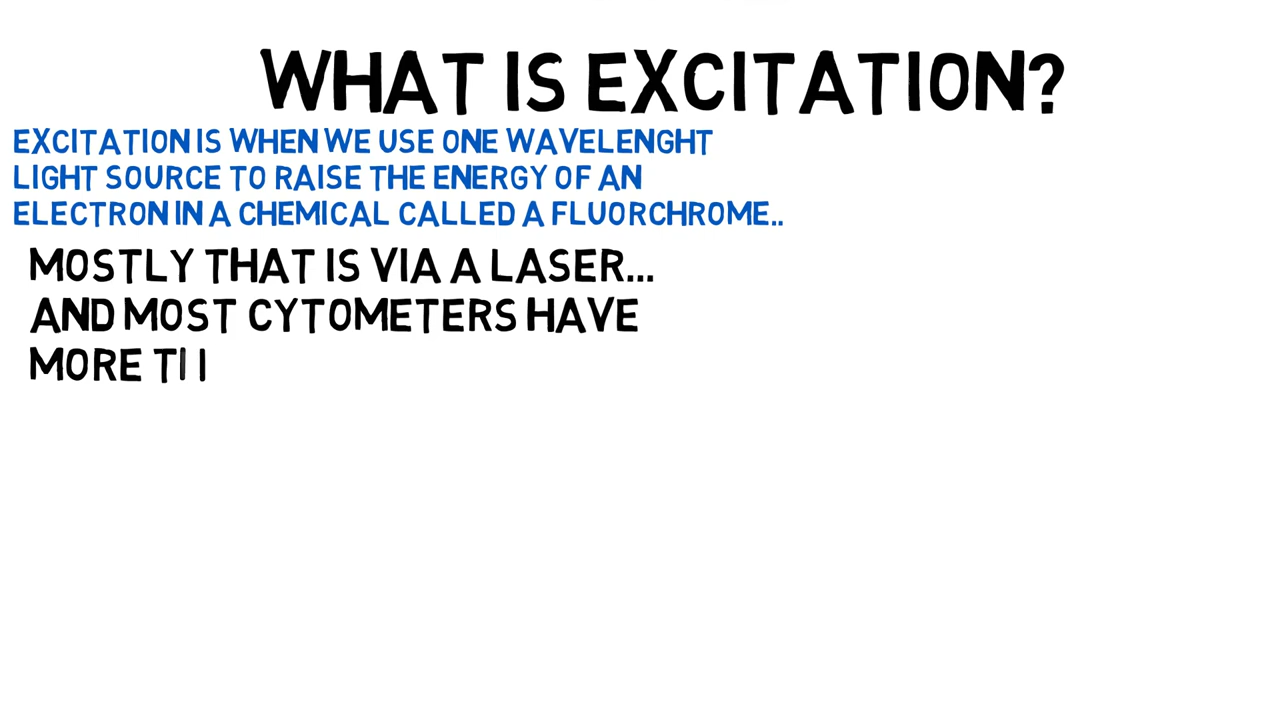 WHAT IS EXCITATION?
EXCITATION IS WHEN WE USE ONE WAVELENGHT
LIGHT SOURCE TO RAISE THE ENERGY OF AN
ELECTRON IN A CHEMICAL CALLED A FLUORCHROME..
MOSTLY THAT IS VIA A LASER...
AND MOST CYTOMETERS HAVE
MORE